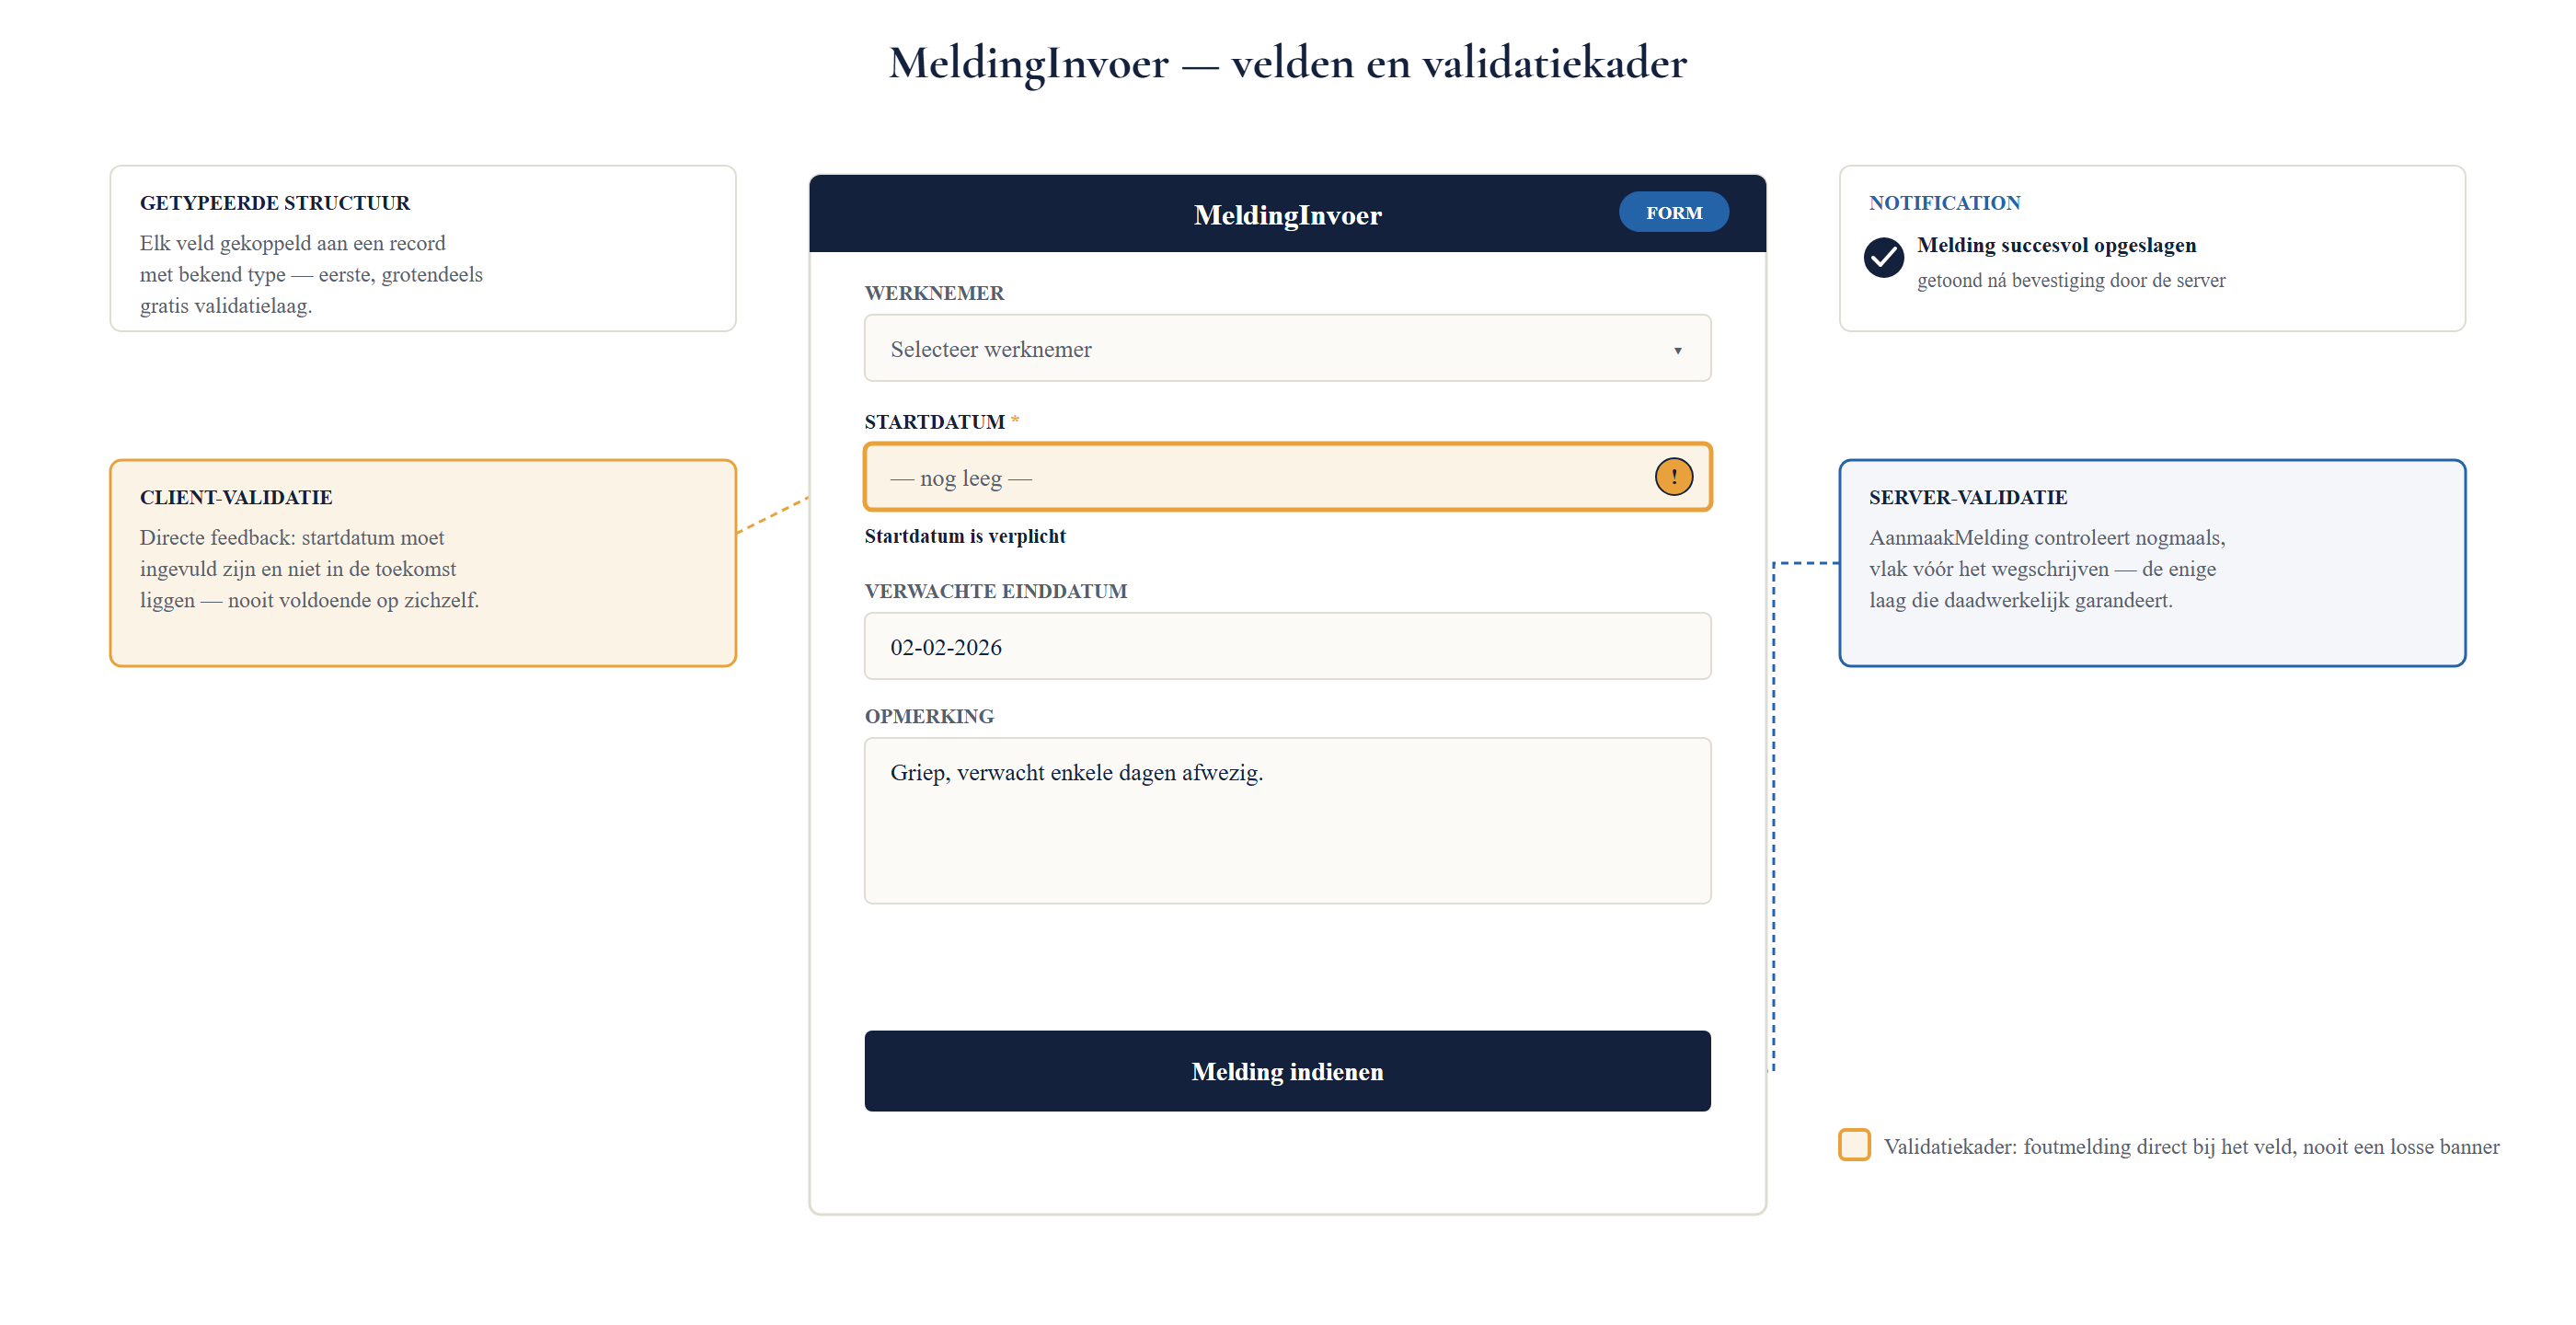 MeldingInvoer — velden en validatiekader
GETYPEERDE STRUCTUUR
Elk veld gekoppeld aan een record
met bekend type — eerste, grotendeels
gratis validatielaag.
CLIENT-VALIDATIE
Directe feedback: startdatum moet
ingevuld zijn en niet in de toekomst
liggen — nooit voldoende op zichzelf.
MeldingInvoer
FORM
WERKNEMER
Selecteer werknemer
STARTDATUM *
— nog leeg —
!
Startdatum is verplicht
VERWACHTE EINDDATUM
02-02-2026
OPMERKING
Griep, verwacht enkele dagen afwezig.
Melding indienen
NOTIFICATION
Melding succesvol opgeslagen
getoond ná bevestiging door de server
SERVER-VALIDATIE
AanmaakMelding controleert nogmaals,
vlak vóór het wegschrijven — de enige
laag die daadwerkelijk garandeert.
Validatiekader: foutmelding direct bij het veld, nooit een losse banner